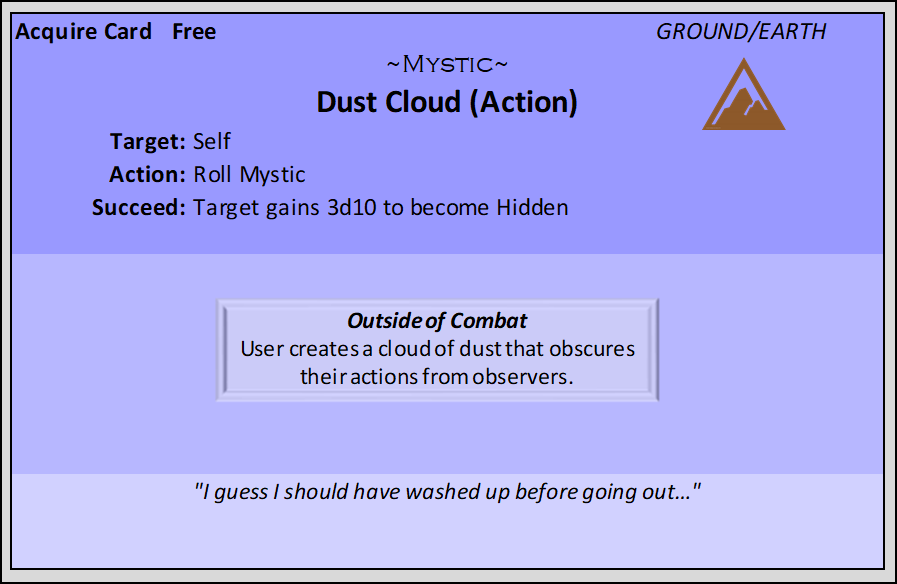 Acquire Card Free
GROUND/EARTH
~Mystic~
Dust Cloud (Action)
Target: Self
Action: Roll Mystic
Succeed: Target gains 3d10 to become Hidden
Outside of Combat
User creates a cloud of dust that obscures
their actions from observers.
"I guess I should have washed up before going out..."